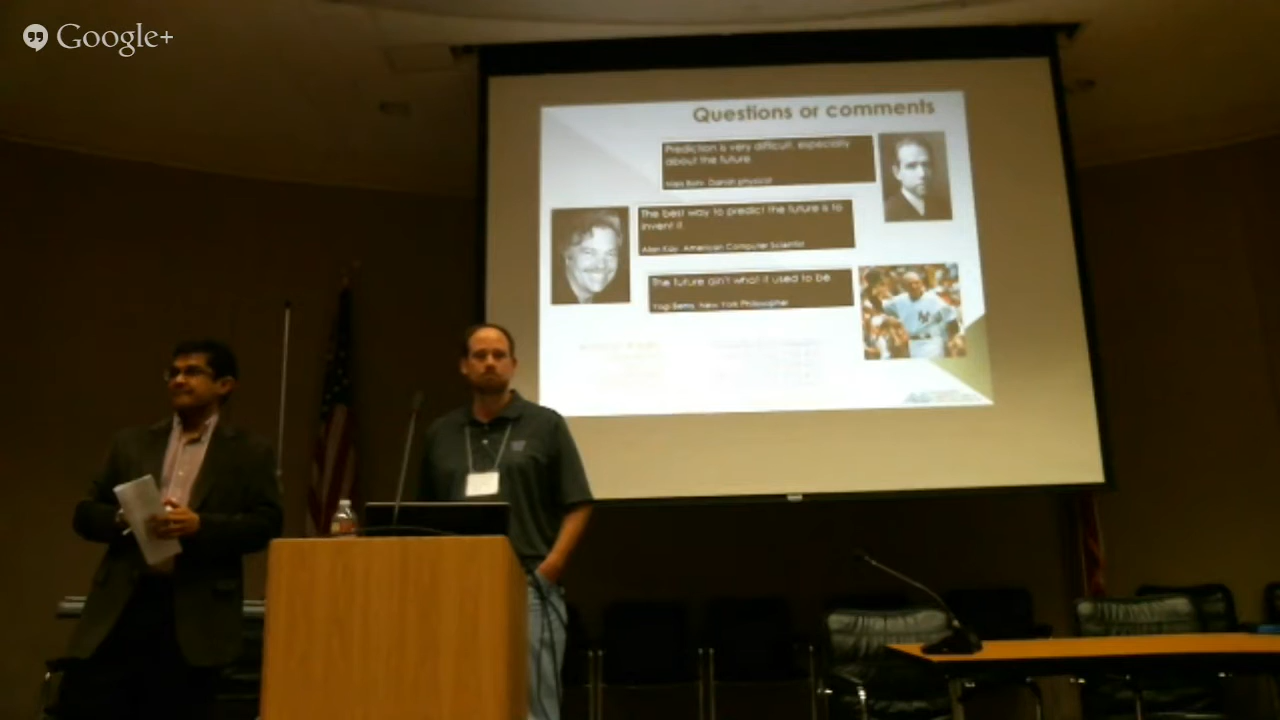 Google+
Questions or comments
Prediction is very difficult, especially
about the future
Niels Bohr, Danish physicist
The best way to predict the future is to
invent it
Alan Kay, American Computer Scientist
The future ain't what it used to be
Yogi Berra, New York Philosopher